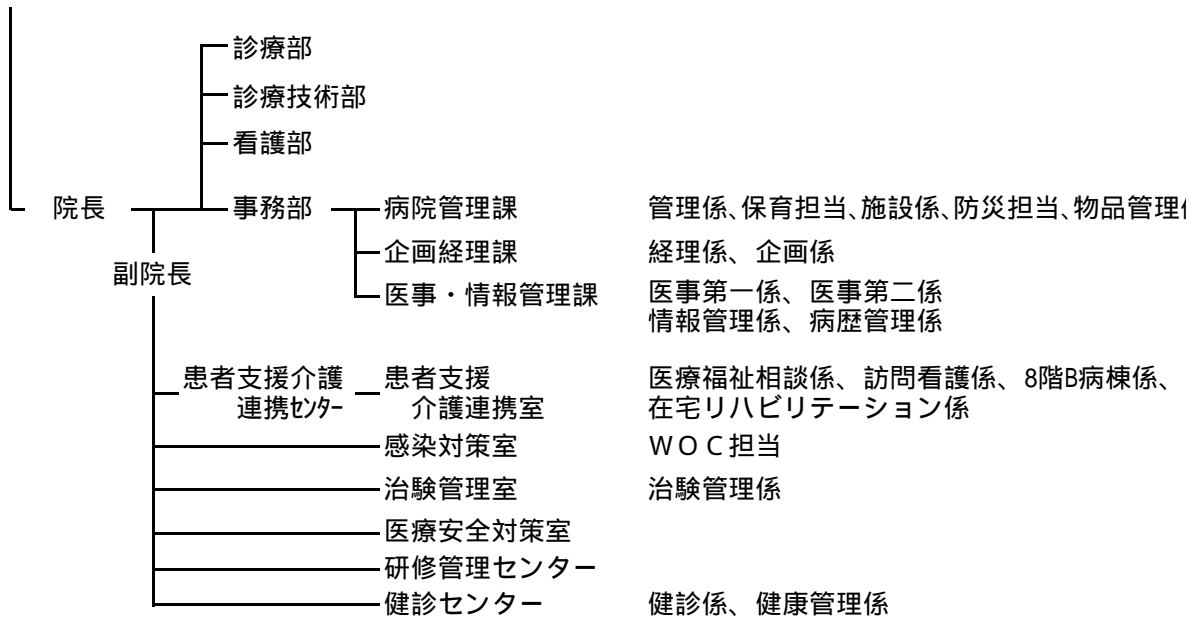 診療部
診療技術部
看護部
院長 事務部 病院管理課 管理係、保育担当、施設係、防災担当、物品管理係
企画経理課 経理係、企画係
副院長
医事・情報管理課 医事第一係、医事第二係
情報管理係、病歴管理係
患者支援介護 患者支援 医療福祉相談係、訪問看護係、8階B病棟係、
連携センター 介護連携室 在宅リハビリテーション係
感染対策室 WOC担当
治験管理室 治験管理係
医療安全対策室
研修管理センター
健診センター 健診係、健康管理係